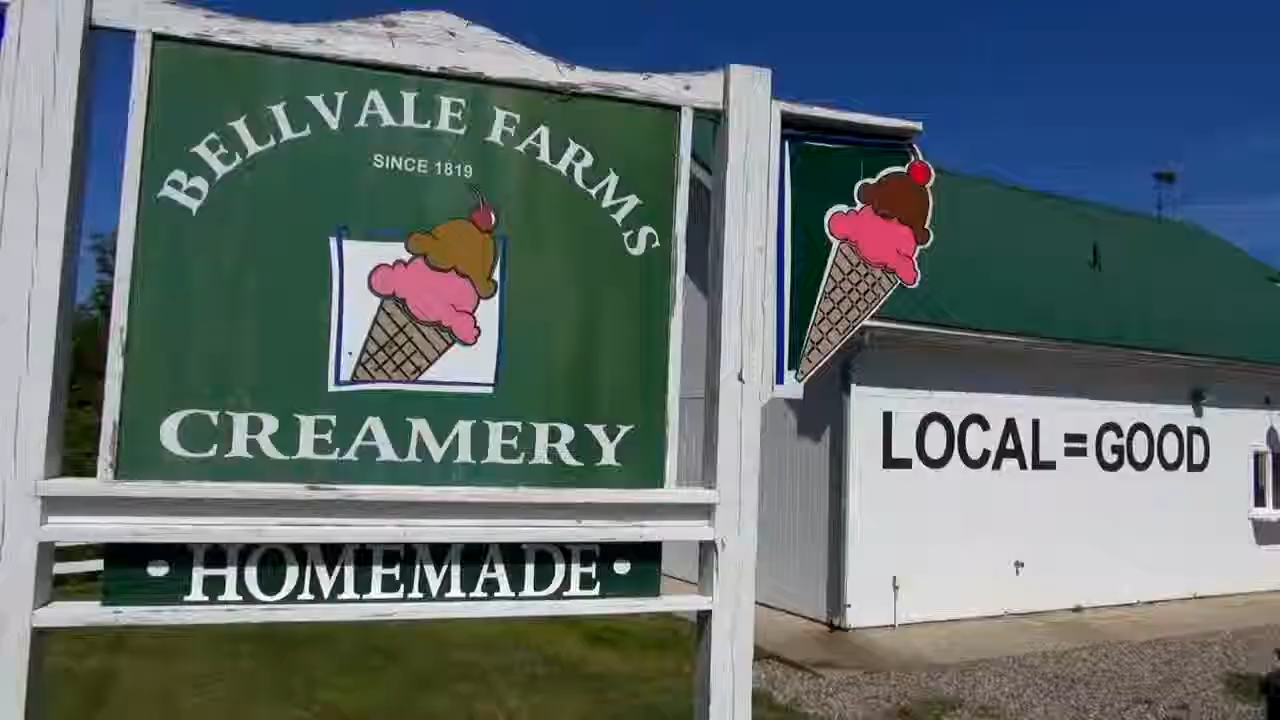 BELLVALE FARMS
SINCE 1819
CREAMERY
• HOMEMADE •
LOCAL = GOOD